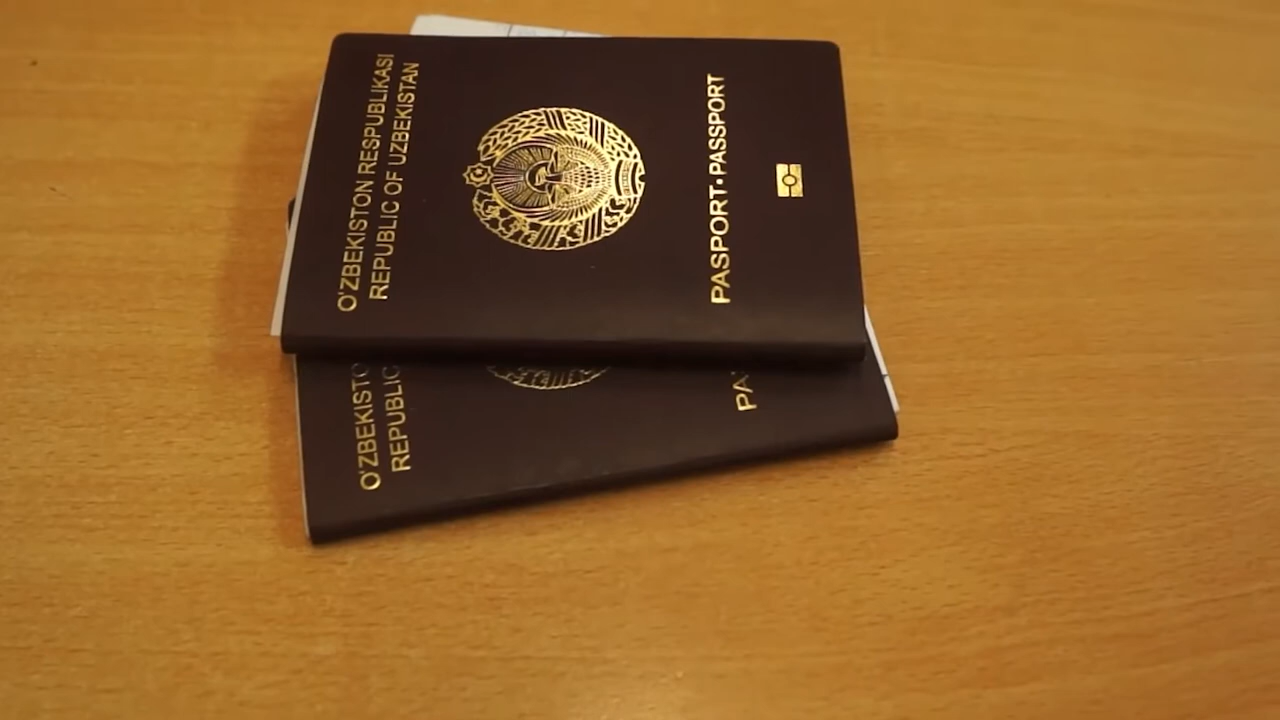 O'ZBEKISTON RESPUBLIKASI
REPUBLIC OF UZBEKISTAN
PASPORT•PASSPORT
O'ZBEKISTO
REPUBLIC
PA